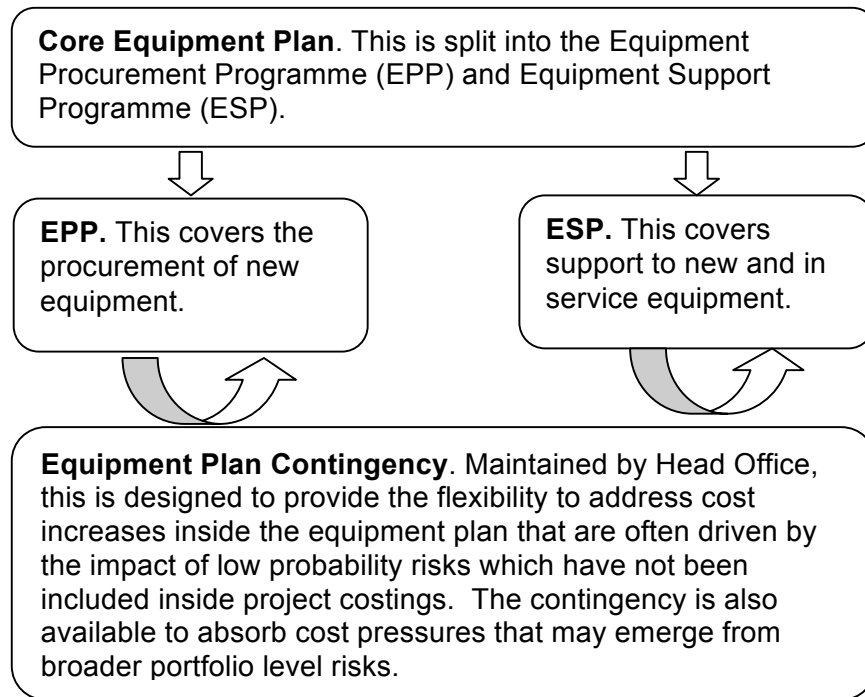 Core Equipment Plan. This is split into the Equipment
Procurement Programme (EPP) and Equipment Support
Programme (ESP).
EPP. This covers the
procurement of new
equipment.
ESP. This covers
support to new and in
service equipment.
Equipment Plan Contingency. Maintained by Head Office,
this is designed to provide the flexibility to address cost
increases inside the equipment plan that are often driven by
the impact of low probability risks which have not been
included inside project costings.  The contingency is also
available to absorb cost pressures that may emerge from
broader portfolio level risks.